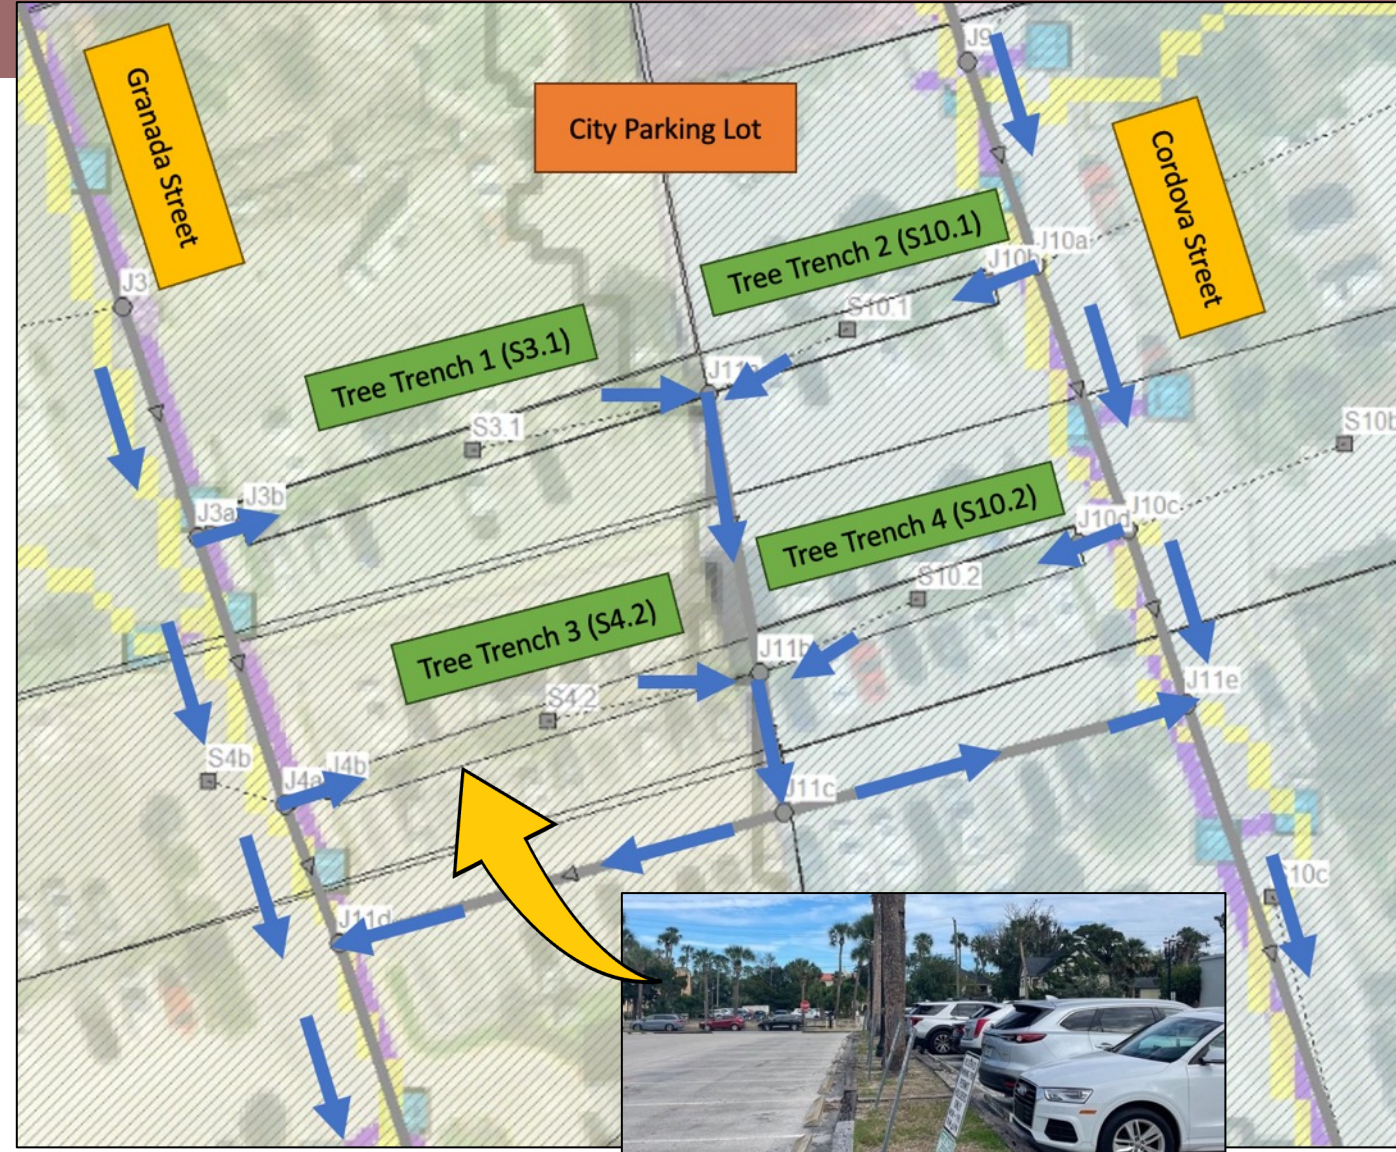 J9
Granada Street
City Parking Lot
Cordova Street
Tree Trench 2 (S10.1)
J10a
J10b
J3
S10.1
Tree Trench 1 (S3.1)
S3.1
S10b
J3b
J3a
Tree Trench 4 (S10.2)
J10c
J10d
S10.2
Tree Trench 3 (S4.2)
J11b
J11e
S4.2
S4b
J4b
J4a
J11c
J11d